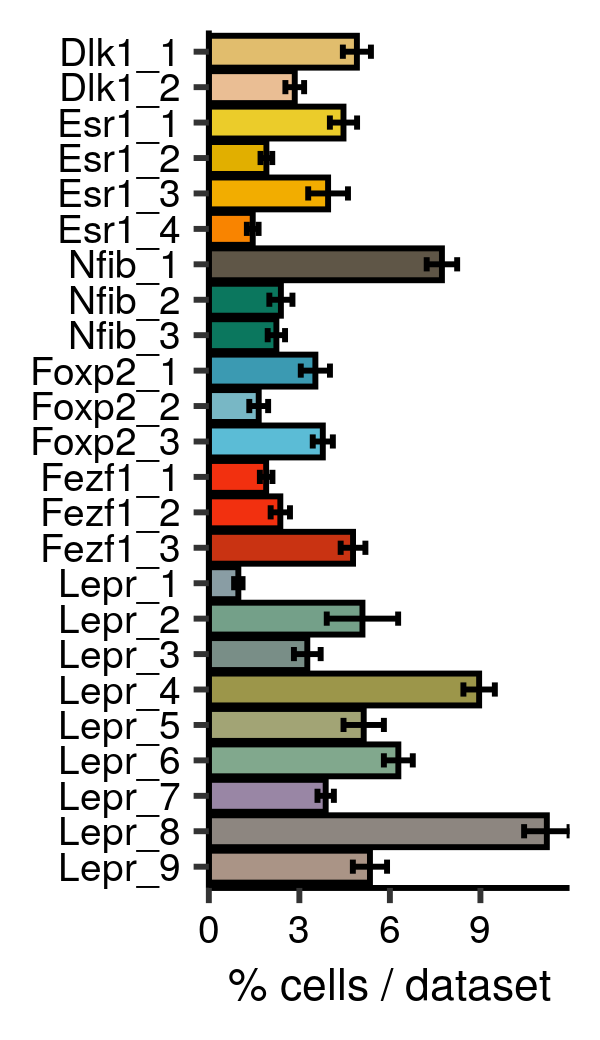 Dlk1_1
Dlk1_2
Esr1_1
Esr1_2
Esr1_3
Esr1_4
Nfib_1
Nfib_2
Nfib_3
Foxp2_1
Foxp2_2
Foxp2_3
Fezf1_1
Fezf1_2
Fezf1_3
Lepr_1
Lepr_2
Lepr_3
Lepr_4
Lepr_5
Lepr_6
Lepr_7
Lepr_8
Lepr_9
0 3 6 9
% cells / dataset